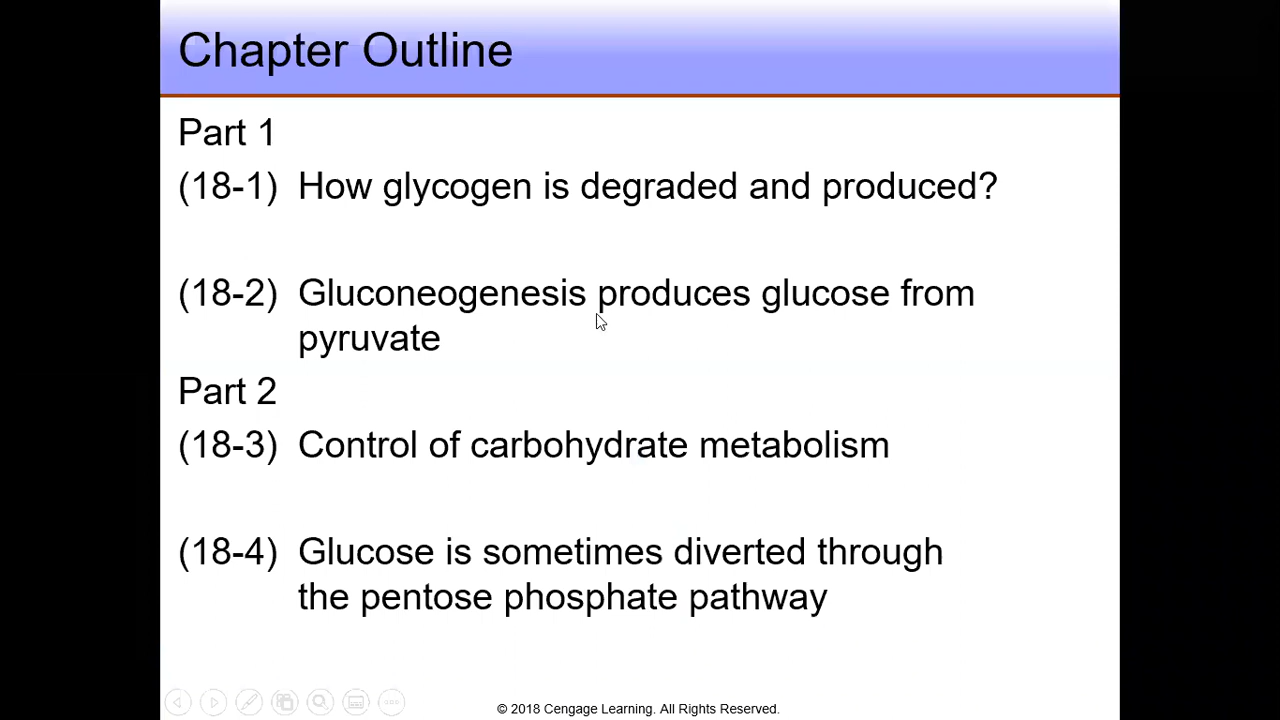 Chapter Outline
Part 1
(18-1) How glycogen is degraded and produced?
(18-2) Gluconeogenesis produces glucose from
pyruvate
Part 2
(18-3) Control of carbohydrate metabolism
(18-4) Glucose is sometimes diverted through
the pentose phosphate pathway
© 2018 Cengage Learning. All Rights Reserved.